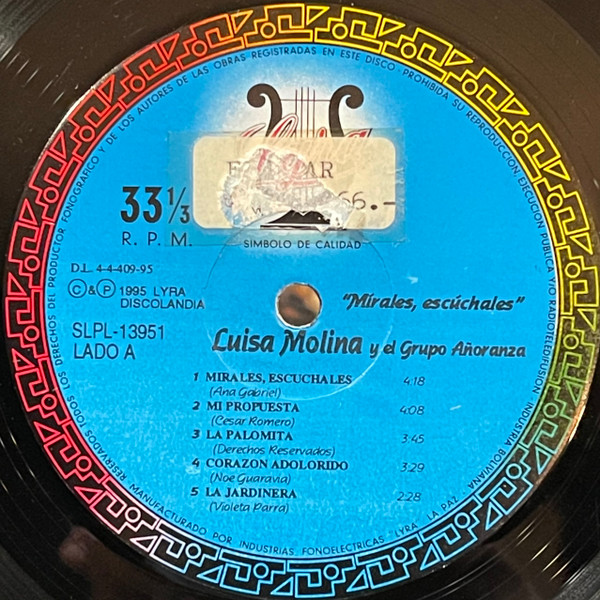 RESERVADOS TODOS LOS DERECHOS DEL PRODUCTOR FONOGRAFICO Y DE LOS AUTORES DE LAS OBRAS REGISTRADAS EN ESTE DISCO. PROHIBIDA SU REPRODUCCION, EJECUCION PUBLICA Y/O RADIOTELEDIFUSION
INDUSTRIA BOLIVIANA
33 1/3
R. P. M.
66.-
SIMBOLO DE CALIDAD
D.L. 4-4-409-95
©&Ⓟ 1995 LYRA
DISCOLANDIA
"Mírales, escúchales"
SLPL-13951
LADO A
Luisa Molina y el Grupo Añoranza
1 MIRALES, ESCUCHALES 4:18
(Ana Gabriel)
2 MI PROPUESTA 4:08
(Cesar Romero)
3 LA PALOMITA 3:45
(Derechos Reservados)
4 CORAZON ADOLORIDO 3:29
(Noe Guaravia)
5 LA JARDINERA 2:28
(Violeta Parra)
MANUFACTURADO POR INDUSTRIAS FONOELECTRICAS "LYRA" LA PAZ